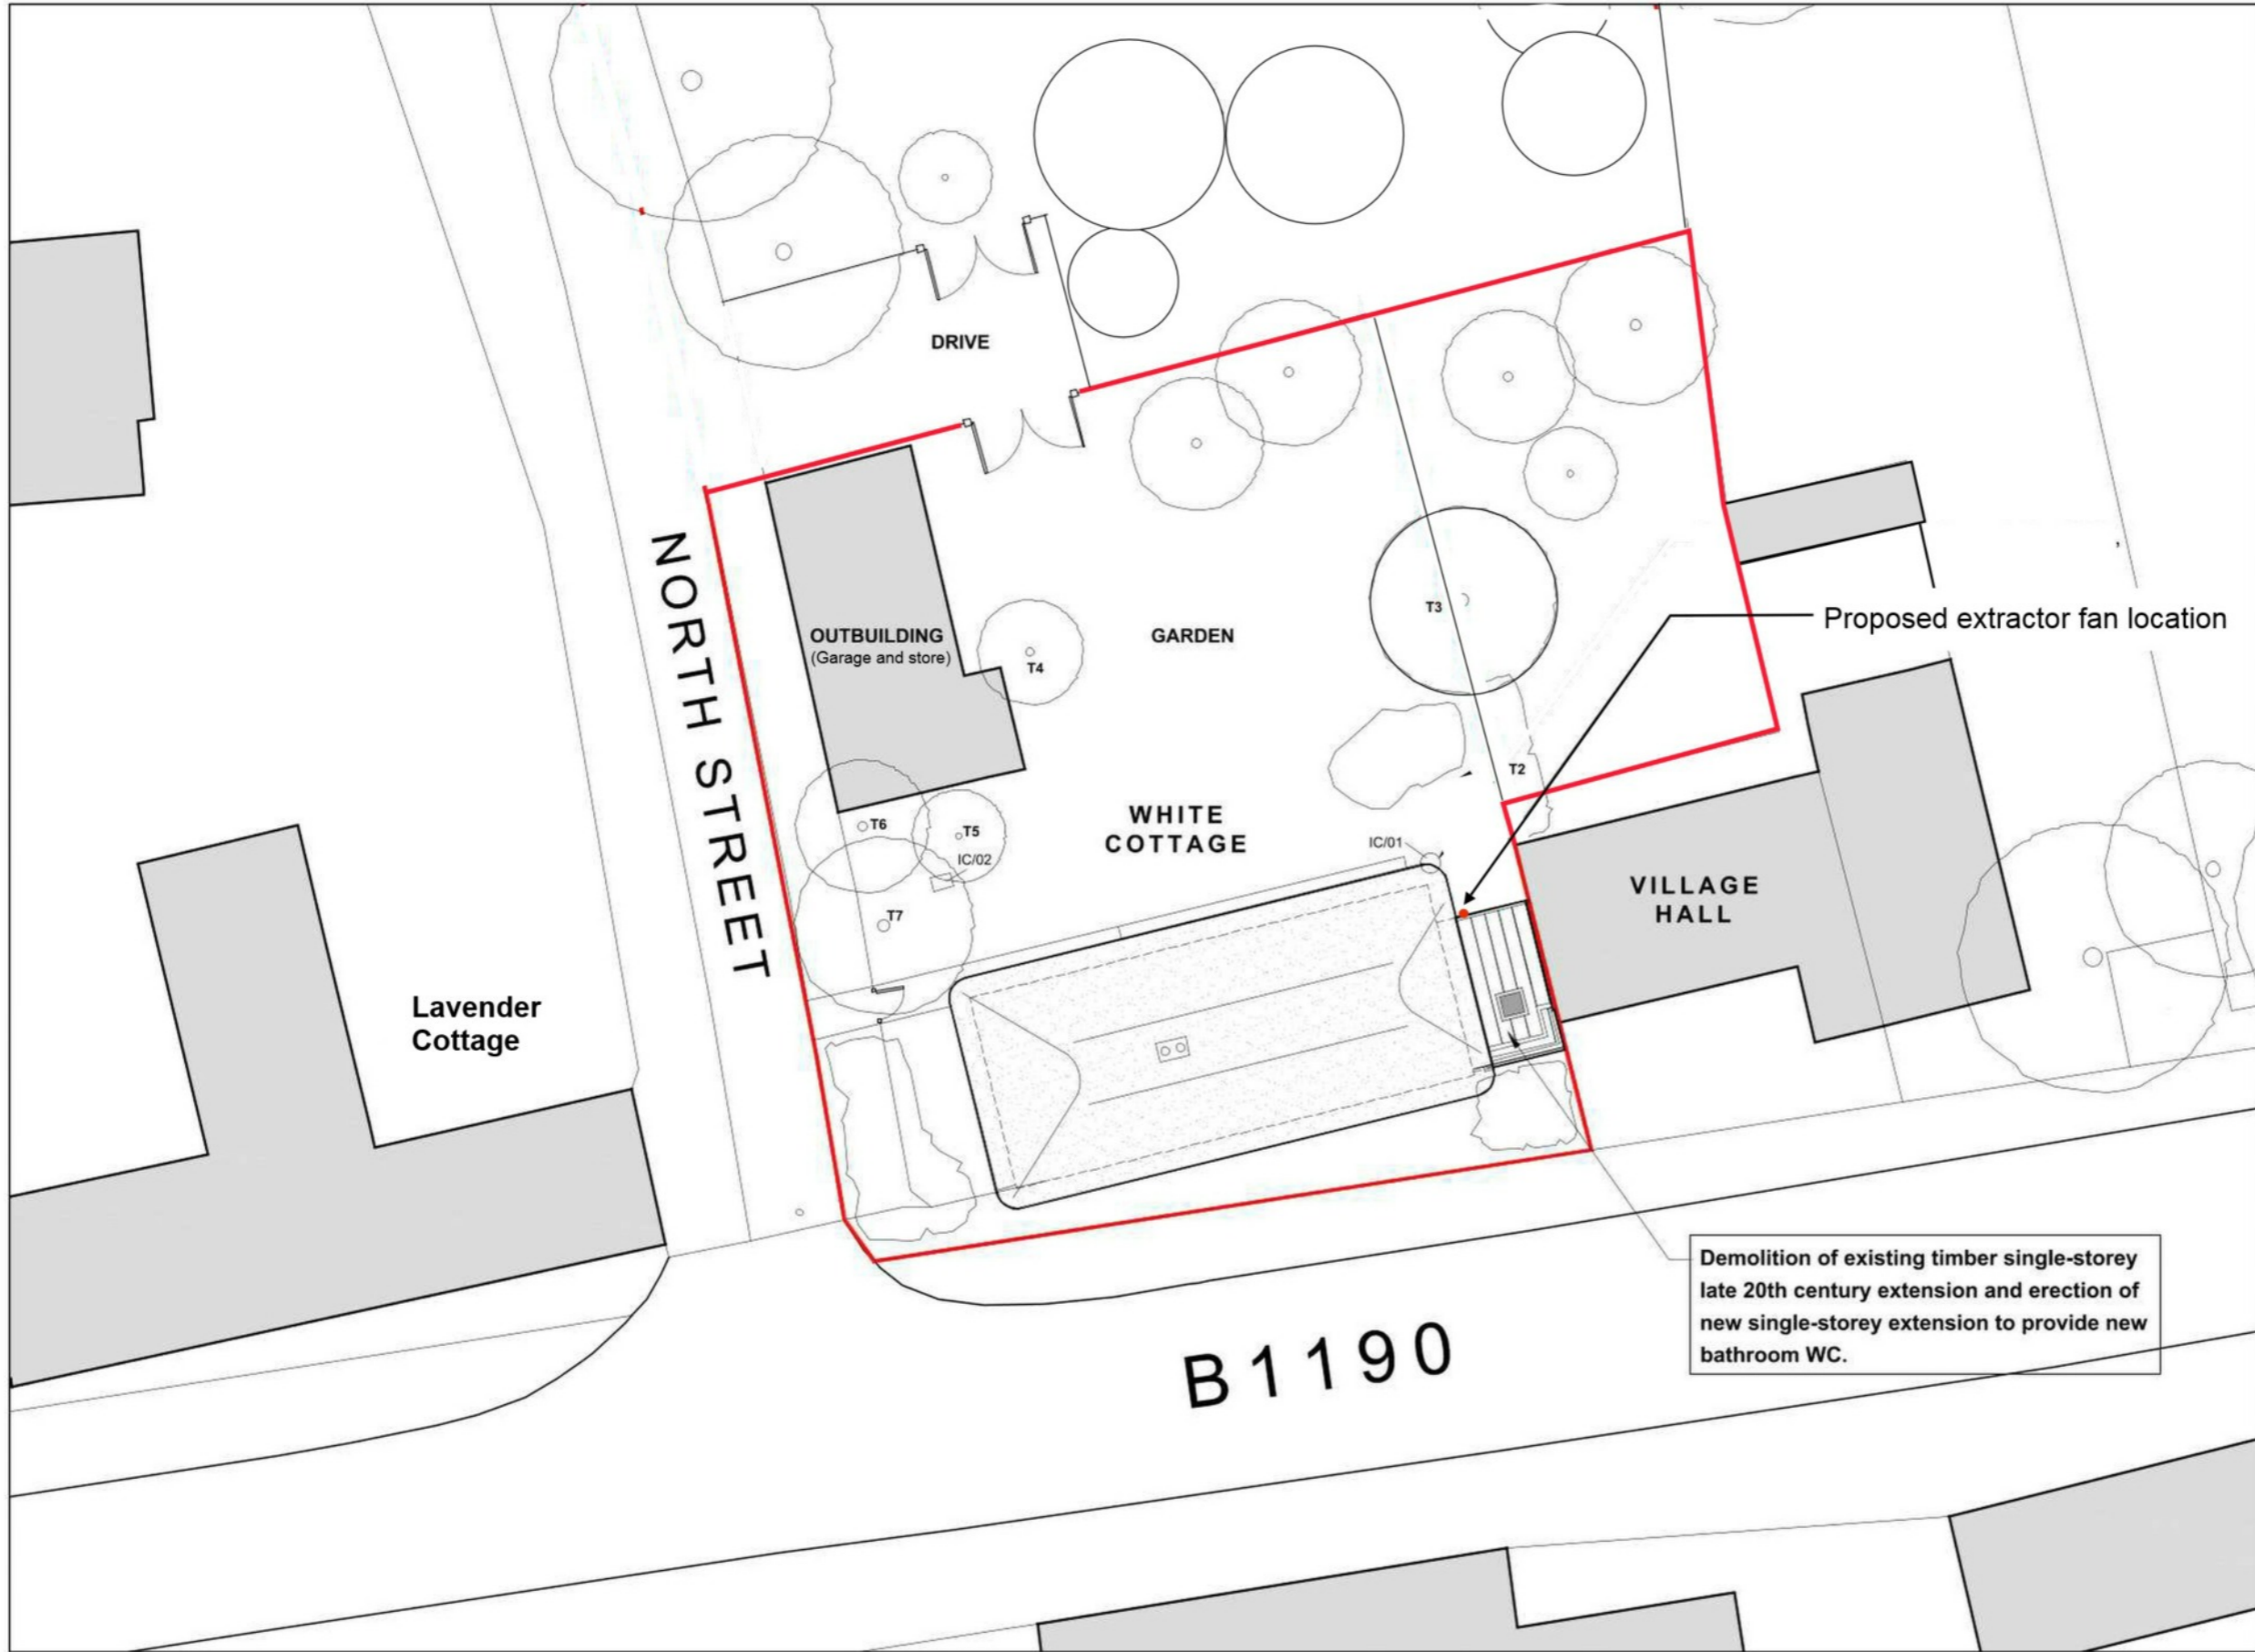 DRIVE
NORTH STREET
OUTBUILDING
(Garage and store)
T4
GARDEN
T3
Proposed extractor fan location
T2
WHITE
COTTAGE
T6
T5
IC/02
IC/01
T7
VILLAGE
HALL
Lavender
Cottage
Demolition of existing timber single-storey
late 20th century extension and erection of
new single-storey extension to provide new
bathroom WC.
B1190